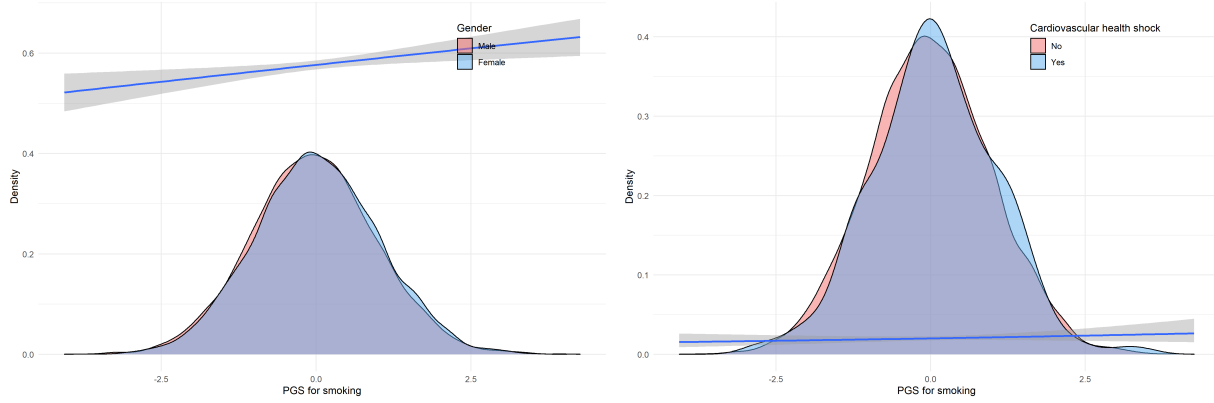 Gender
Male
Female
0.6
0.4
0.2
0.0
Density
-2.5
0.0
2.5
PGS for smoking
Cardiovascular health shock
No
Yes
0.4
0.3
0.2
0.1
0.0
Density
-2.5
0.0
2.5
PGS for smoking